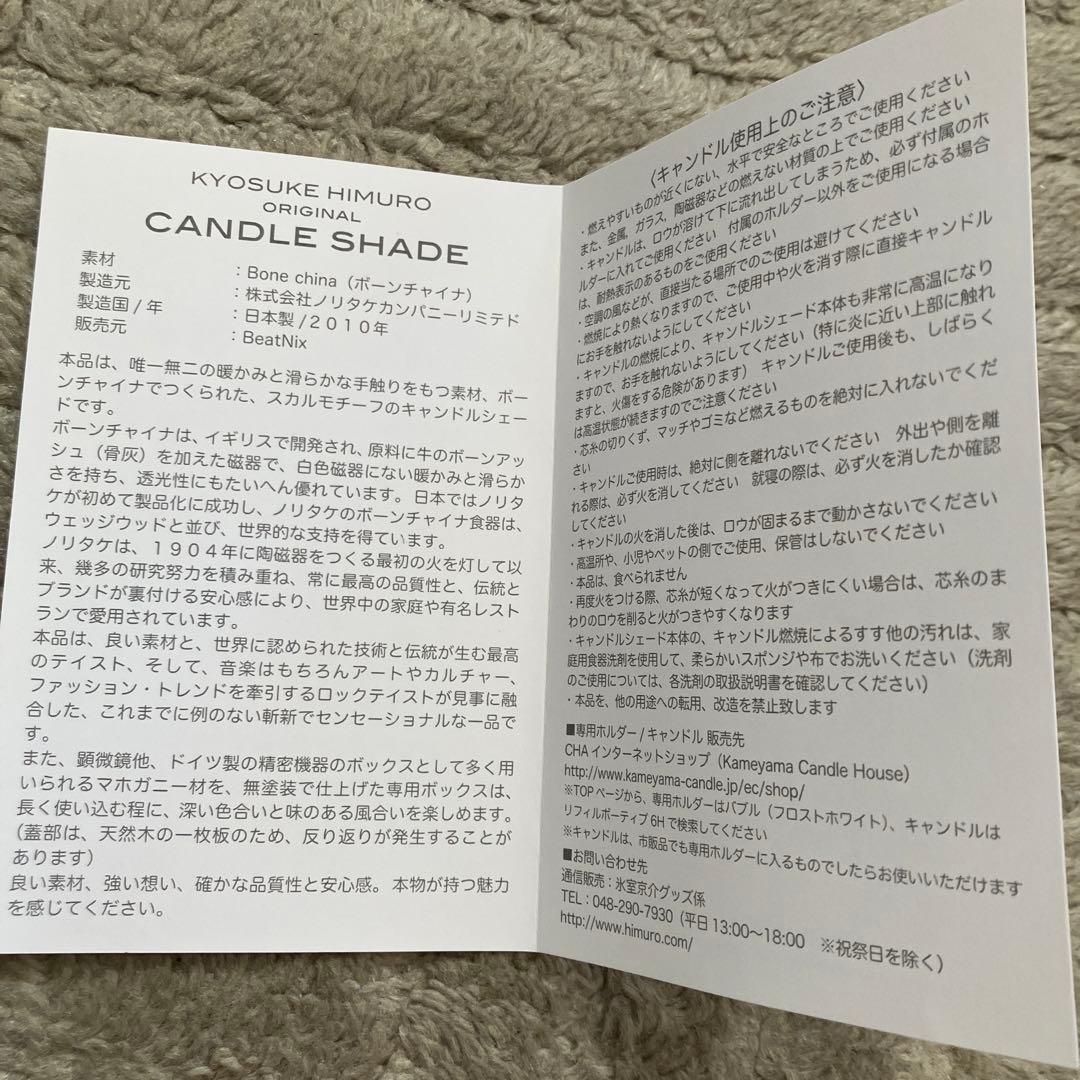 KYOSUKE HIMURO
ORIGINAL
CANDLE SHADE
素材 : Bone china（ボーンチャイナ）
製造元 : 株式会社ノリタケカンパニーリミテド
製造国/年 : 日本製/2010年
販売元 : BeatNix
本品は、唯一無二の暖かみと滑らかな手触りをもつ素材、ボー
ンチャイナでつくられた、スカルモチーフのキャンドルシェー
ドです。
ボーンチャイナは、イギリスで開発され、原料に牛のボーンアッ
シュ（骨灰）を加えた磁器で、白色磁器にない暖かみと滑らか
さを持ち、透光性にもたいへん優れています。日本ではノリタ
ケが初めて製品化に成功し、ノリタケのボーンチャイナ食器は、
ウェッジウッドと並び、世界的な支持を得ています。
ノリタケは、1904年に陶磁器をつくる最初の火を灯して以
来、幾多の研究努力を積み重ね、常に最高の品質性と、伝統と
ブランドが裏付ける安心感により、世界中の家庭や有名レスト
ランで愛用されています。
本品は、良い素材と、世界に認められた技術と伝統が生む最高
のテイスト、そして、音楽はもちろんアートやカルチャー、
ファッション・トレンドを牽引するロックテイストが見事に融
合した、これまでに例のない斬新でセンセーショナルな一品で
す。
また、顕微鏡他、ドイツ製の精密機器のボックスとして多く用
いられるマホガニー材を、無塗装で仕上げた専用ボックスは、
長く使い込む程に、深い色合いと味のある風合いを楽しめます。
（蓋部は、天然木の一枚板のため、反り返りが発生することが
あります）
良い素材、強い想い、確かな品質性と安心感。本物が持つ魅力
を感じてください。
〈キャンドル使用上のご注意〉
・燃えやすいものが近くにない、水平で安全なところでご使用ください
また、金属、ガラス、陶磁器などの燃えない材質の上でご使用ください
・キャンドルは、ロウが溶けて下に流れ出してしまうため、必ず付属のホ
ルダーに入れてご使用ください 付属のホルダー以外をご使用になる場合
は、耐熱表示のあるものをご使用ください
・空調の風などが、直接当たる場所でのご使用は避けてください
・燃焼により熱くなりますので、ご使用中や火を消す際に直接キャンドル
にお手を触れないようにしてください
・キャンドルの燃焼により、キャンドルシェード本体も非常に高温になり
ますので、お手を触れないようにしてください（特に炎に近い上部に触れ
ますと、火傷をする危険があります） キャンドルご使用後も、しばらく
は高温状態が続きますのでご注意ください
・芯糸の切りくず、マッチやゴミなど燃えるものを絶対に入れないでくだ
さい
・キャンドルご使用時は、絶対に側を離れないでください 外出や側を離
れる際は、必ず火を消してください 就寝の際は、必ず火を消したか確認
してください
・キャンドルの火を消した後は、ロウが固まるまで動かさないでください
・高温所や、小児やペットの側でご使用、保管はしないでください
・本品は、食べられません
・再度火をつける際、芯糸が短くなって火がつきにくい場合は、芯糸のま
わりのロウを削ると火がつきやすくなります
・キャンドルシェード本体の、キャンドル燃焼によるすす他の汚れは、家
庭用食器洗剤を使用して、柔らかいスポンジや布でお洗いください（洗剤
のご使用については、各洗剤の取扱説明書を確認してください）
・本品を、他の用途への転用、改造を禁止致します
■専用ホルダー/キャンドル 販売先
CHAインターネットショップ（Kameyama Candle House）
http://www.kameyama-candle.jp/ec/shop/
※TOPページから、専用ホルダーはバブル（フロストホワイト）、キャンドルは
リフィルボーティブ6Hで検索してください
※キャンドルは、市販品でも専用ホルダーに入るものでしたらお使いいただけます
■お問い合わせ先
通信販売：氷室京介グッズ係
TEL：048-290-7930（平日13:00〜18:00 ※祝祭日を除く）
http://www.himuro.com/